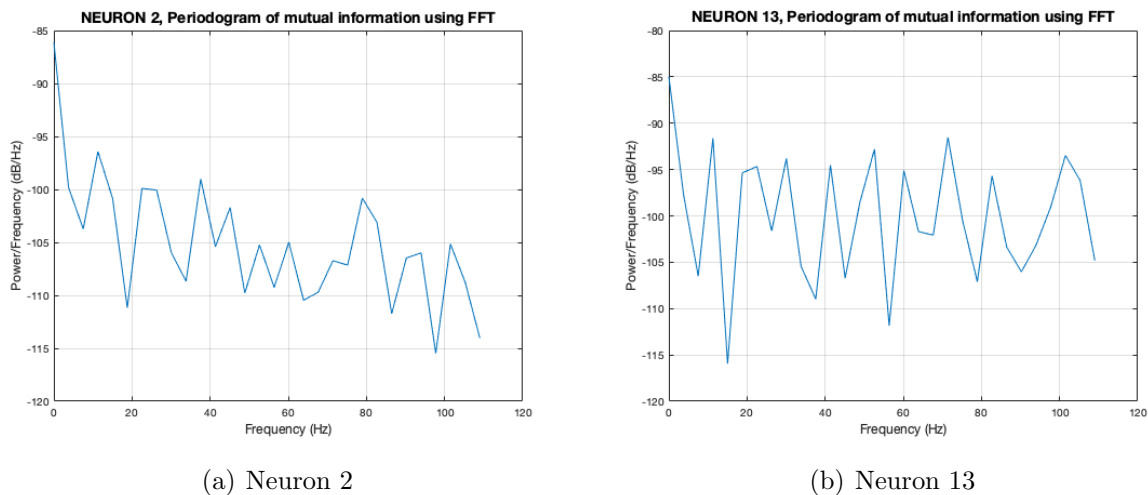 NEURON 2, Periodogram of mutual information using FFT
-85
-90
-95
-100
-105
-110
-115
-120
Power/Frequency (dB/Hz)
0 20 40 60 80 100 120
Frequency (Hz)
(a) Neuron 2
NEURON 13, Periodogram of mutual information using FFT
-80
-85
-90
-95
-100
-105
-110
-115
-120
Power/Frequency (dB/Hz)
0 20 40 60 80 100 120
Frequency (Hz)
(b) Neuron 13